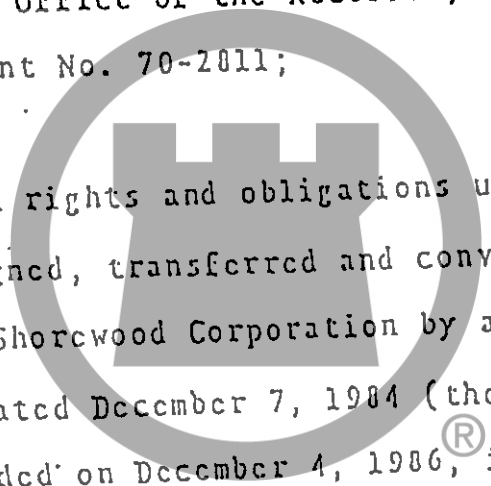 Office of the Recorder,
nt No. 70-2811;
rights and obligations u
gned, transferred and conv
Shorewood Corporation by a
ated December 7, 1984 (the
ded on December 4, 1986, i
®